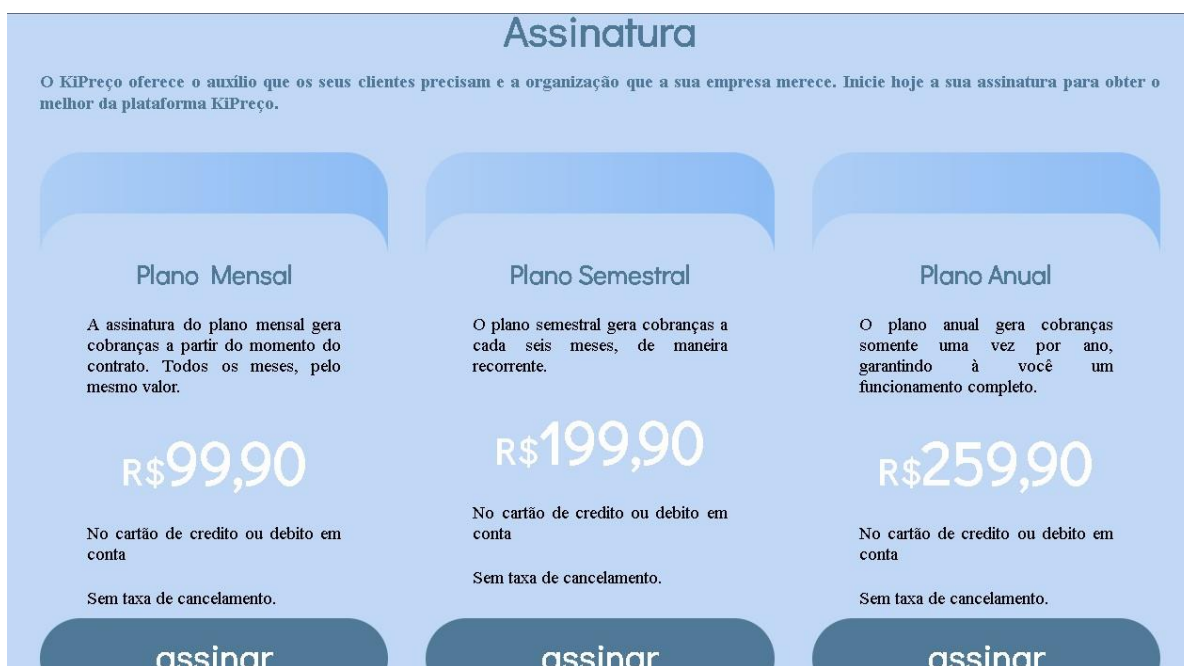 Assinatura
O KiPreço oferece o auxílio que os seus clientes precisam e a organização que a sua empresa merece. Inicie hoje a sua assinatura para obter o
melhor da plataforma KiPreço.
Plano Mensal
A assinatura do plano mensal gera
cobranças a partir do momento do
contrato. Todos os meses, pelo
mesmo valor.
R$99,90
No cartão de credito ou debito em
conta
Sem taxa de cancelamento.
assinar
Plano Semestral
O plano semestral gera cobranças a
cada seis meses, de maneira
recorrente.
R$199,90
No cartão de credito ou debito em
conta
Sem taxa de cancelamento.
assinar
Plano Anual
O plano anual gera cobranças
somente uma vez por ano,
garantindo à você um
funcionamento completo.
R$259,90
No cartão de credito ou debito em
conta
Sem taxa de cancelamento.
assinar